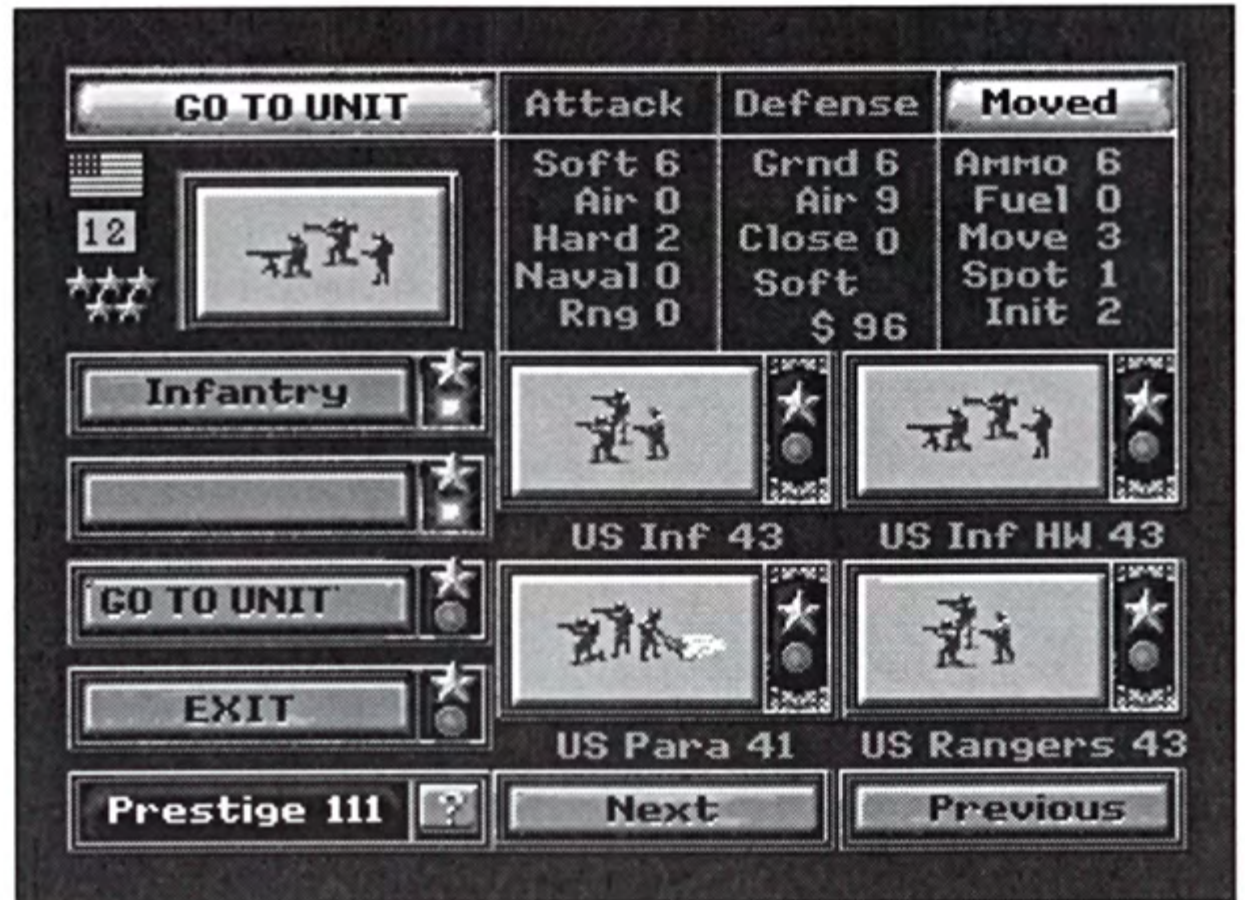 GO TO UNIT
Attack
Defense
Moved
12
Soft 6
Air 0
Hard 2
Naval 0
Rng 0
Grnd 6
Air 9
Close 0
Soft
$ 96
Ammo 6
Fuel 0
Move 3
Spot 1
Init 2
Infantry
US Inf 43
US Inf HW 43
GO TO UNIT
EXIT
US Para 41
US Rangers 43
Prestige 111
?
Next
Previous